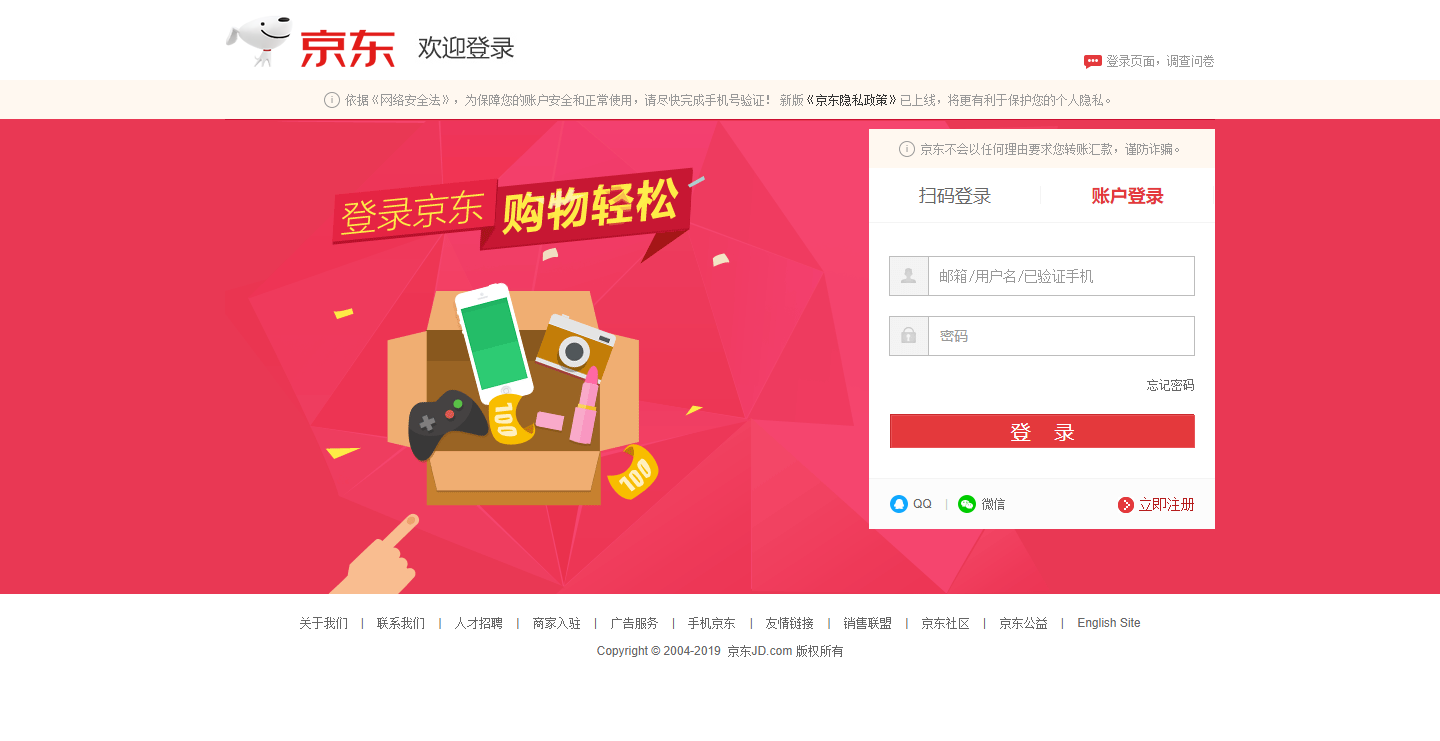 京东 欢迎登录
登录页面，调查问卷
依据《网络安全法》，为保障您的账户安全和正常使用，请尽快完成手机号验证！ 新版《京东隐私政策》已上线，将更有利于保护您的个人隐私。
登录京东 购物轻松
100
100
京东不会以任何理由要求您转账汇款，谨防诈骗。
扫码登录 账户登录
邮箱/用户名/已验证手机
密码
忘记密码
登 录
QQ | 微信 立即注册
关于我们 | 联系我们 | 人才招聘 | 商家入驻 | 广告服务 | 手机京东 | 友情链接 | 销售联盟 | 京东社区 | 京东公益 | English Site
Copyright © 2004-2019 京东JD.com 版权所有